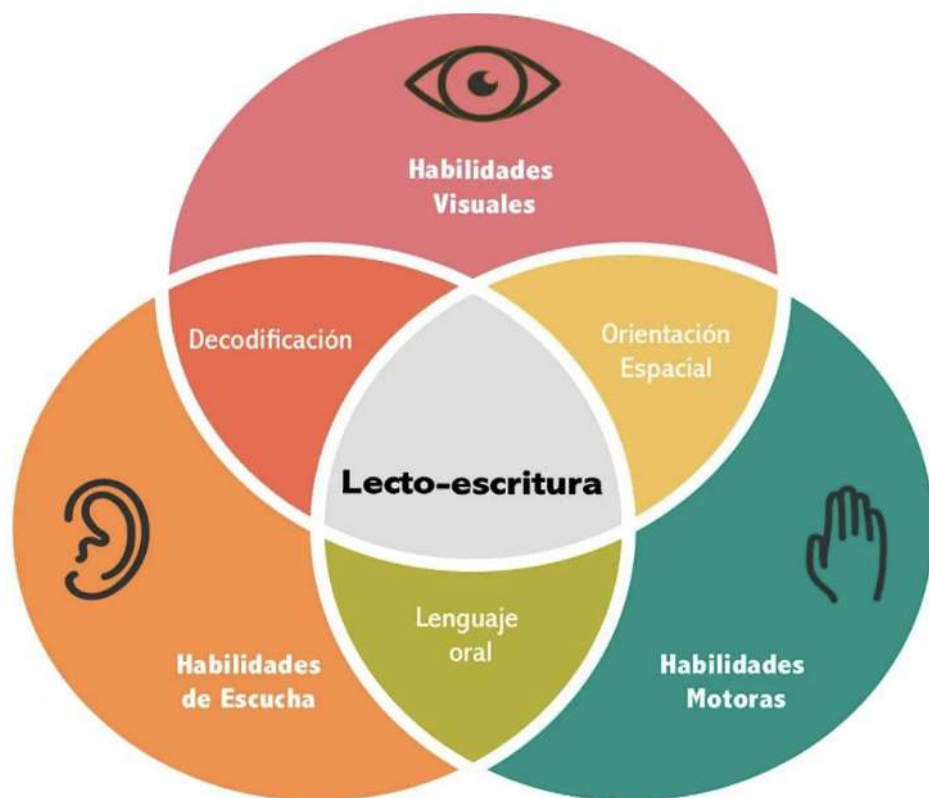 Habilidades
Visuales
Decodificación
Orientación
Espacial
Lecto-escritura
Lenguaje
oral
Habilidades
de Escucha
Habilidades
Motoras